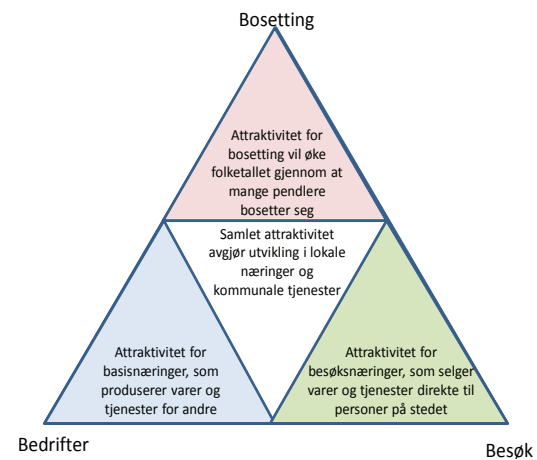 Bosetting
Attraktivitet for
bosetting vil øke
folketallet gjennom at
mange pendlere
bosetter seg
Samlet attraktivitet
avgjør utvikling i lokale
næringer og
kommunale tjenester
Attraktivitet for
basisnæringer, som
produserer varer og
tjenester for andre
Attraktivitet for
besøksnæringer, som selger
varer og tjenester direkte til
personer på stedet
Bedrifter
Besøk